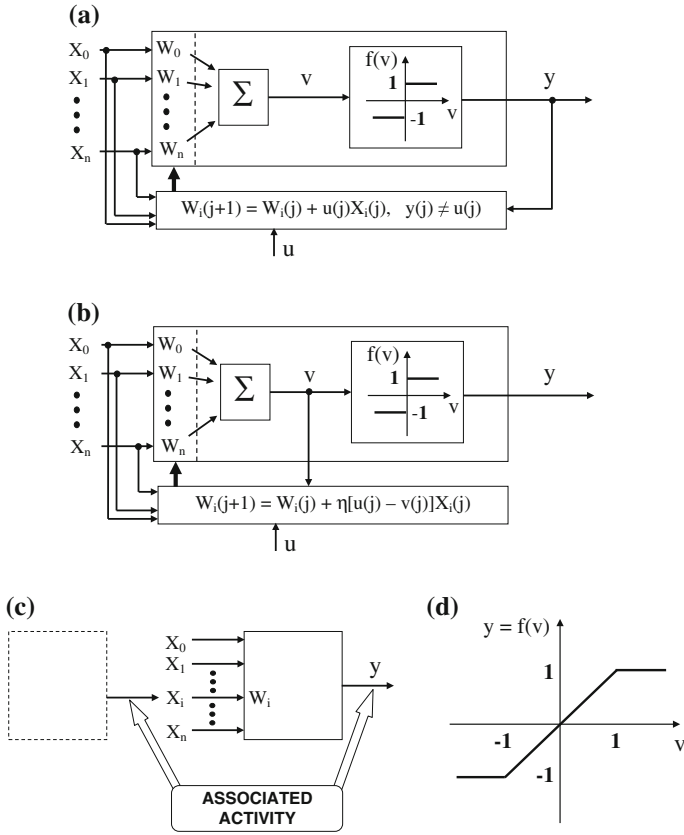 (a)
X0
X1
Xn
W0
W1
Wn
Σ
v
f(v)
1
-1
v
y
Wi(j+1) = Wi(j) + u(j)Xi(j), y(j) ≠ u(j)
u
(b)
X0
X1
Xn
W0
W1
Wn
Σ
v
f(v)
1
-1
v
y
Wi(j+1) = Wi(j) + η[u(j) – v(j)]Xi(j)
u
(c)
X0
X1
Xi
Xn
Wi
y
ASSOCIATED
ACTIVITY
(d)
y = f(v)
1
-1
1
-1
v